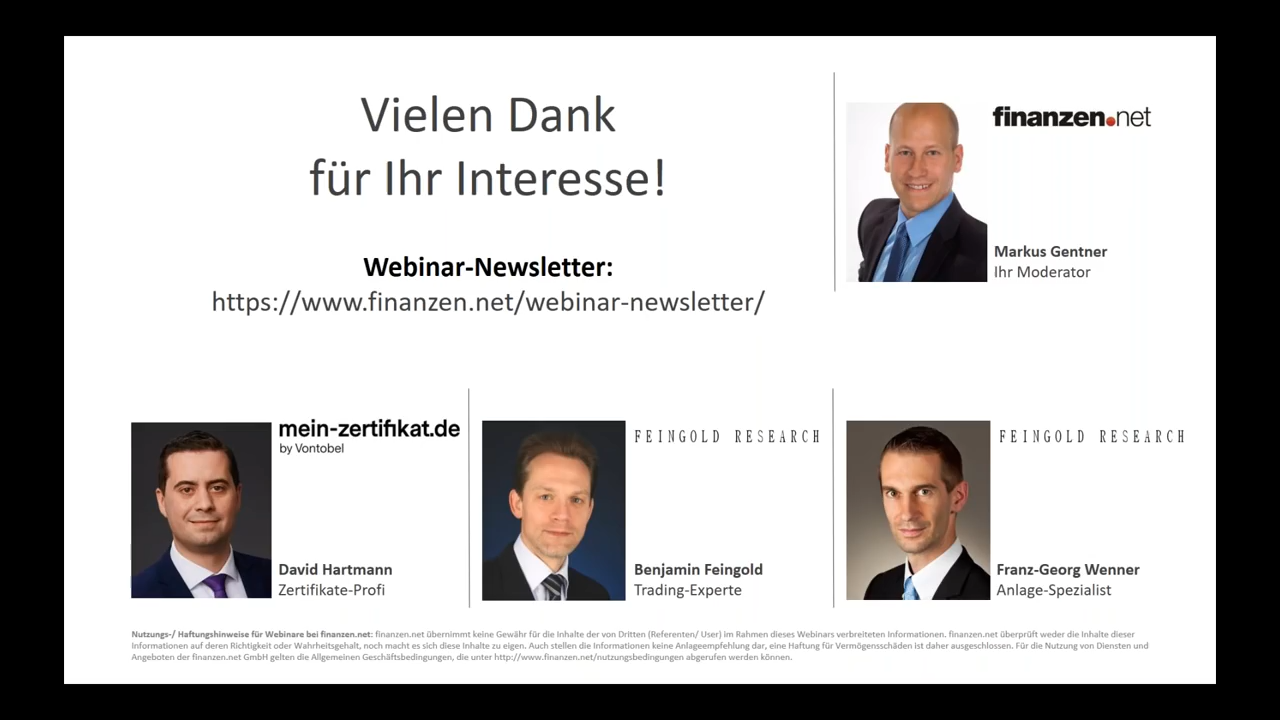 Vielen Dank
für Ihr Interesse!
Webinar-Newsletter:
https://www.finanzen.net/webinar-newsletter/
finanzen.net
Markus Gentner
Ihr Moderator
mein-zertifikat.de
by Vontobel
David Hartmann
Zertifikate-Profi
FEINGOLD RESEARCH
Benjamin Feingold
Trading-Experte
FEINGOLD RESEARCH
Franz-Georg Wenner
Anlage-Spezialist
Nutzungs-/ Haftungshinweise für Webinare bei finanzen.net: finanzen.net übernimmt keine Gewähr für die Inhalte der von Dritten (Referenten/ User) im Rahmen dieses Webinars verbreiteten Informationen. finanzen.net überprüft weder die Inhalte dieser
Informationen auf deren Richtigkeit oder Wahrheitsgehalt, noch macht es sich diese Inhalte zu eigen. Auch stellen die Informationen keine Anlageempfehlung dar, eine Haftung für Vermögensschäden ist daher ausgeschlossen. Für die Nutzung von Diensten und
Angeboten der finanzen.net GmbH gelten die Allgemeinen Geschäftsbedingungen, die unter http://www.finanzen.net/nutzungsbedingungen abgerufen werden können.